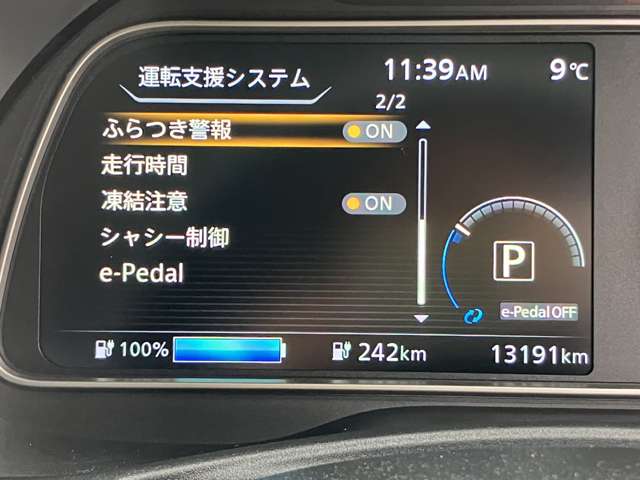 運転支援システム 11:39AM 9℃
2/2
ふらつき警報 ON
走行時間
凍結注意 ON
シャシー制御
e-Pedal
P
e-Pedal OFF
100% 242km 13191km